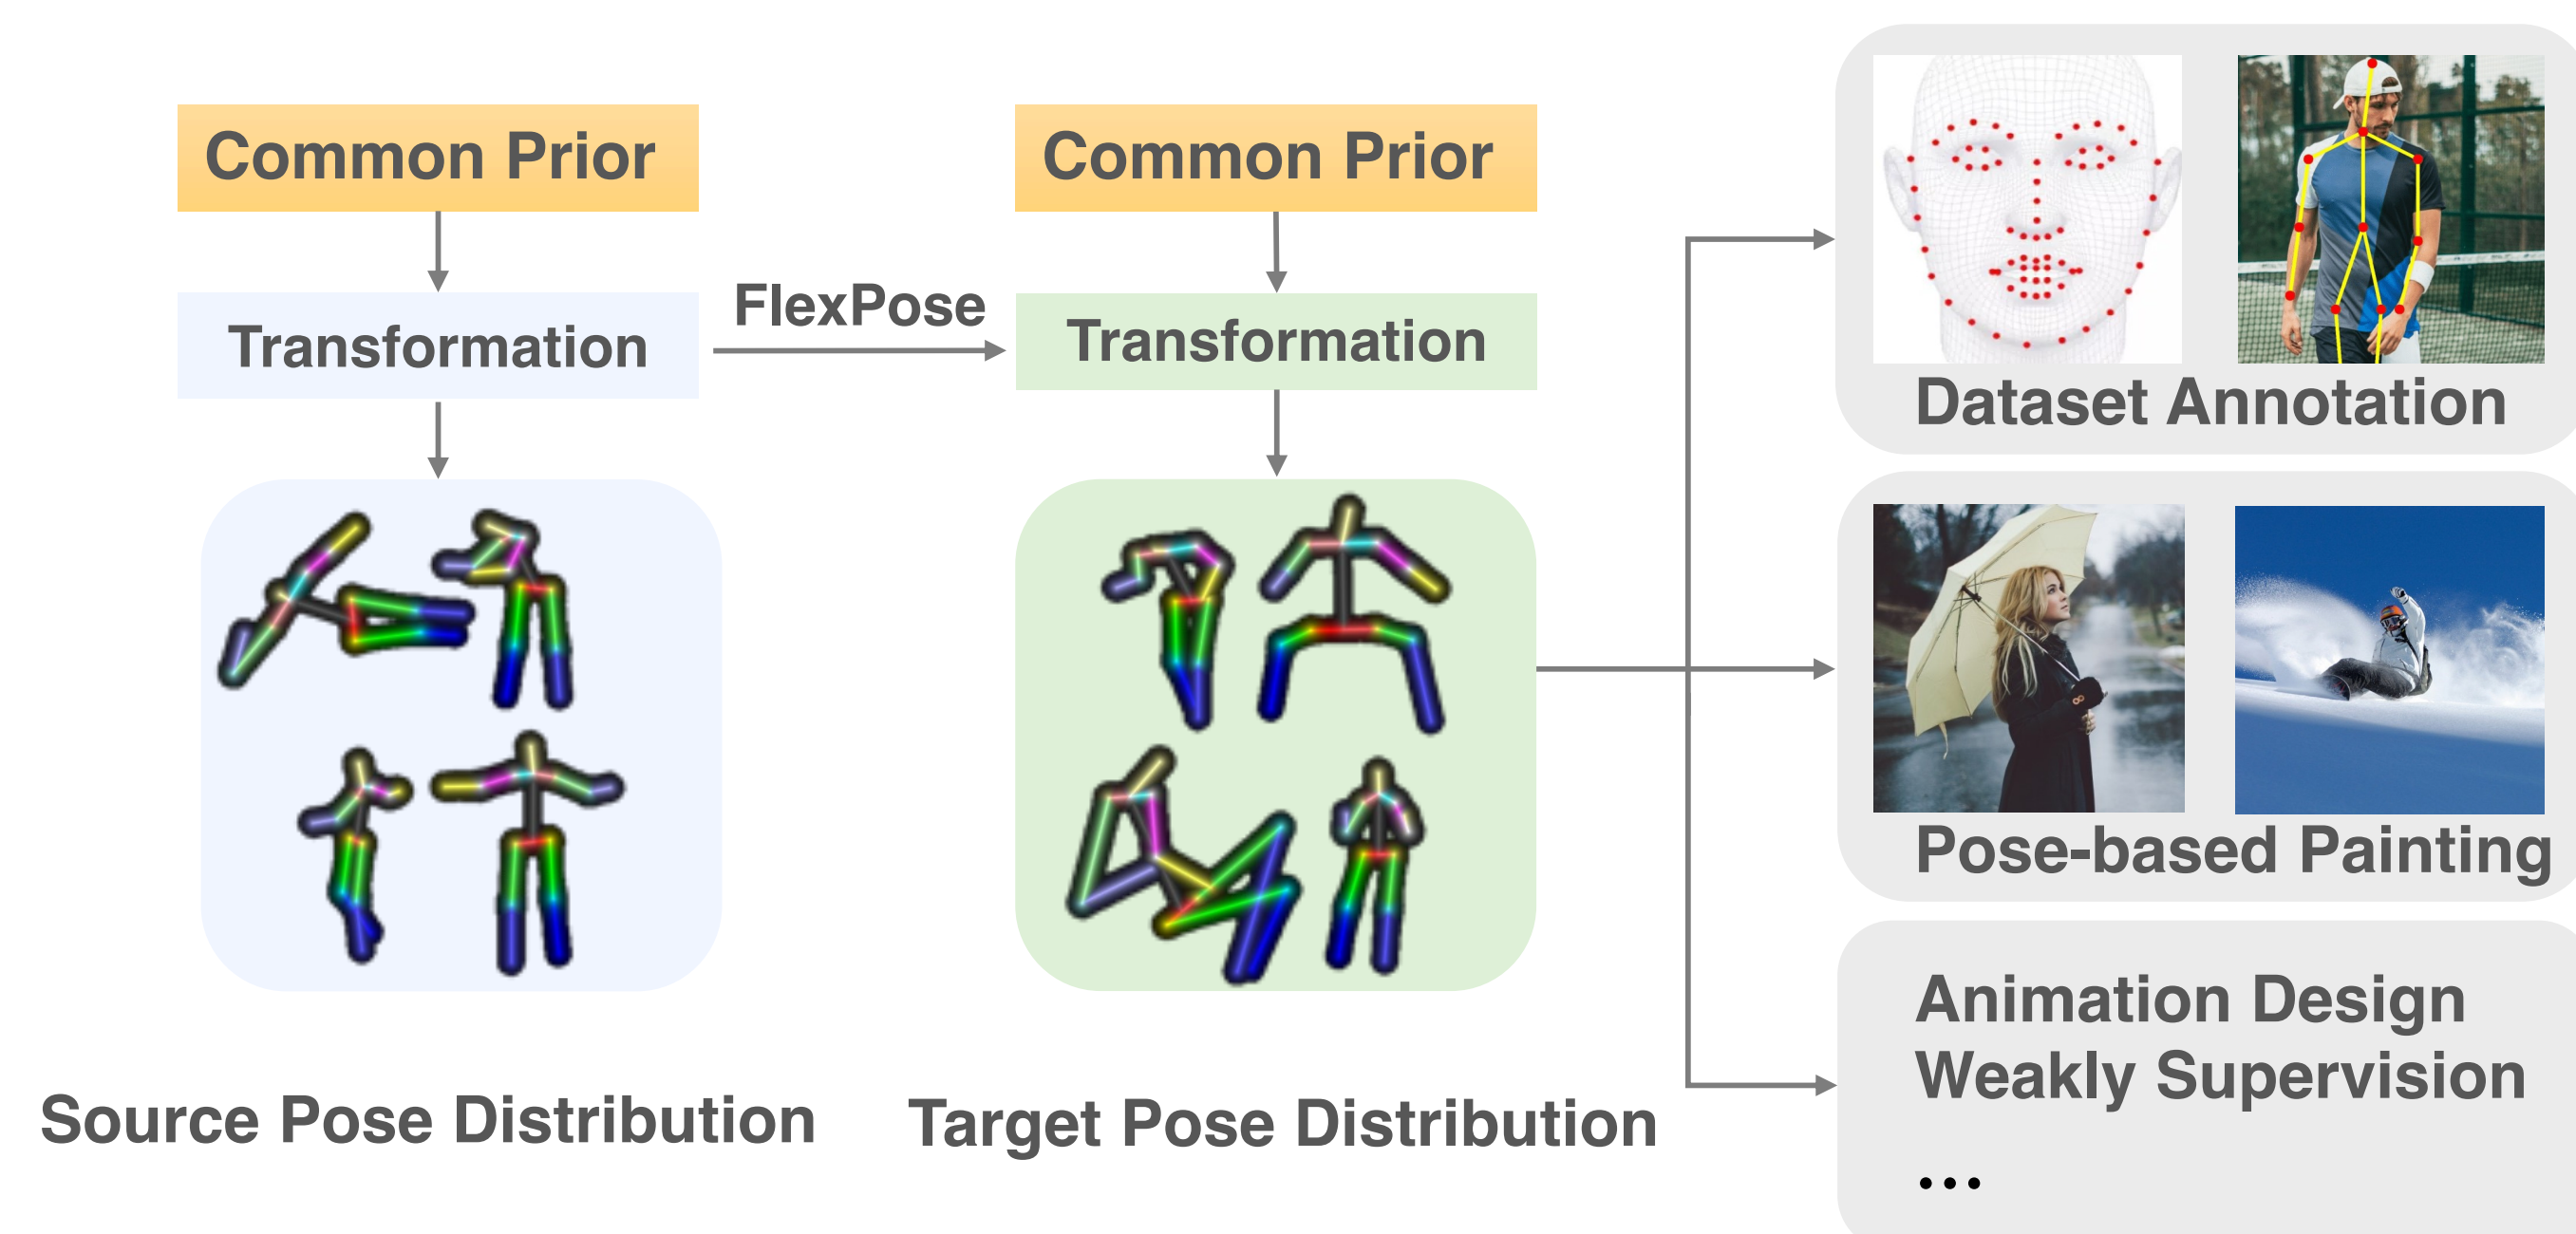 Common Prior
Transformation
Source Pose Distribution
FlexPose
Common Prior
Transformation
Target Pose Distribution
Dataset Annotation
Pose-based Painting
Animation Design
Weakly Supervision
...